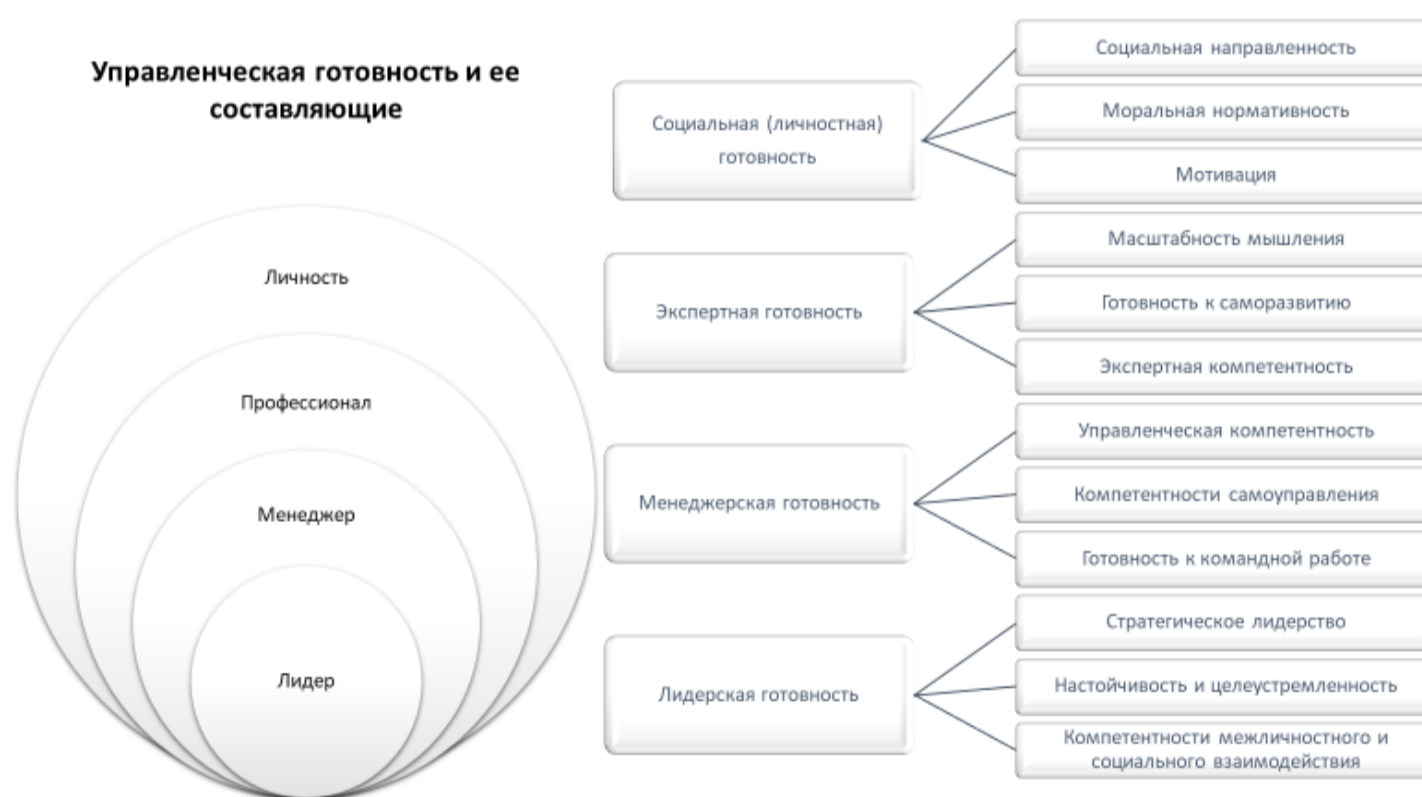 Управленческая готовность и ее
составляющие
Личность
Профессионал
Менеджер
Лидер
Социальная (личностная)
готовность
Социальная направленность
Моральная нормативность
Мотивация
Экспертная готовность
Масштабность мышления
Готовность к саморазвитию
Экспертная компетентность
Менеджерская готовность
Управленческая компетентность
Компетентности самоуправления
Готовность к командной работе
Лидерская готовность
Стратегическое лидерство
Настойчивость и целеустремленность
Компетентности межличностного и
социального взаимодействия